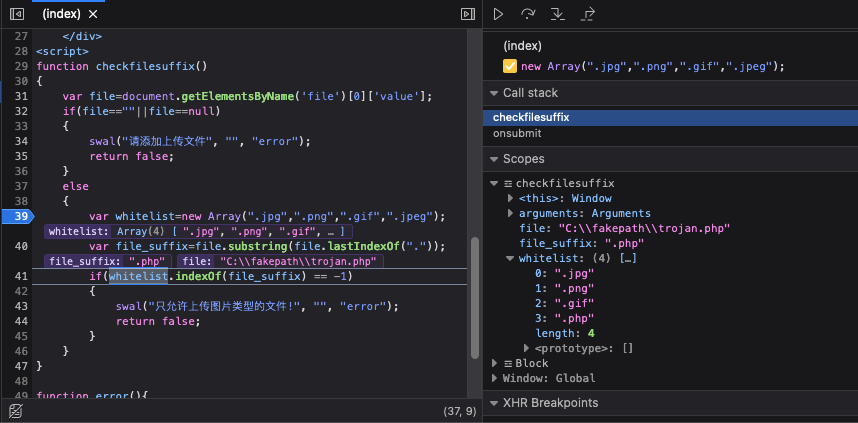 (index)
27 </div>
28 <script>
29 function checkfilesuffix()
30 {
31 var file=document.getElementsByName('file')[0]['value'];
32 if(file==""||file==null)
33 {
34 swal("请添加上传文件", "", "error");
35 return false;
36 }
37 else
38 {
39 var whitelist=new Array(".jpg",".png",".gif",".jpeg");
whitelist: Array(4) [ ".jpg", ".png", ".gif", … ]
40 var file_suffix=file.substring(file.lastIndexOf("."));
file_suffix: ".php" file: "C:\\fakepath\\trojan.php"
41 if(whitelist.indexOf(file_suffix) == -1)
42 {
43 swal("只允许上传图片类型的文件!", "", "error");
44 return false;
45 }
46 }
47 }
48
49 function error(){
(37, 9)
(index)
new Array(".jpg",".png",".gif",".jpeg");
Call stack
checkfilesuffix
onsubmit
Scopes
checkfilesuffix
<this>: Window
arguments: Arguments
file: "C:\\fakepath\\trojan.php"
file_suffix: ".php"
whitelist: (4) […]
0: ".jpg"
1: ".png"
2: ".gif"
3: ".php"
length: 4
<prototype>: []
Block
Window: Global
XHR Breakpoints